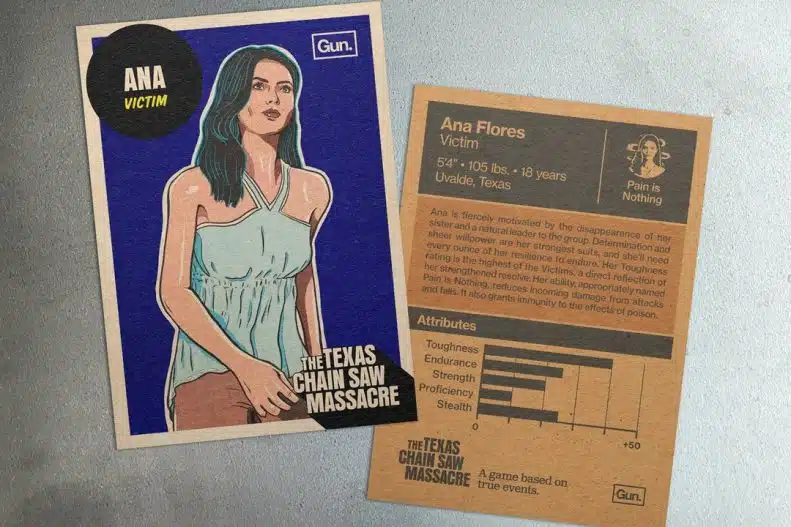 ANA
VICTIM
Gun.
THE TEXAS
CHAIN SAW
MASSACRE
Ana Flores
Victim
5'4" • 105 lbs. • 18 years
Uvalde, Texas
Pain is
Nothing
Ana is fiercely motivated by the disappearance of her
sister and a natural leader to the group. Determination and
sheer willpower are her strongest suits, and she'll need
every ounce of her resilience to endure. Her Toughness
rating is the highest of the Victims, a direct reflection of
her strengthened resolve. Her ability, appropriately named
Pain is Nothing, reduces incoming damage from attacks
and falls. It also grants immunity to the effects of poison.
Attributes
Toughness
Endurance
Strength
Proficiency
Stealth
0
+50
THE TEXAS
CHAIN SAW
MASSACRE
A game based on
true events.
Gun.